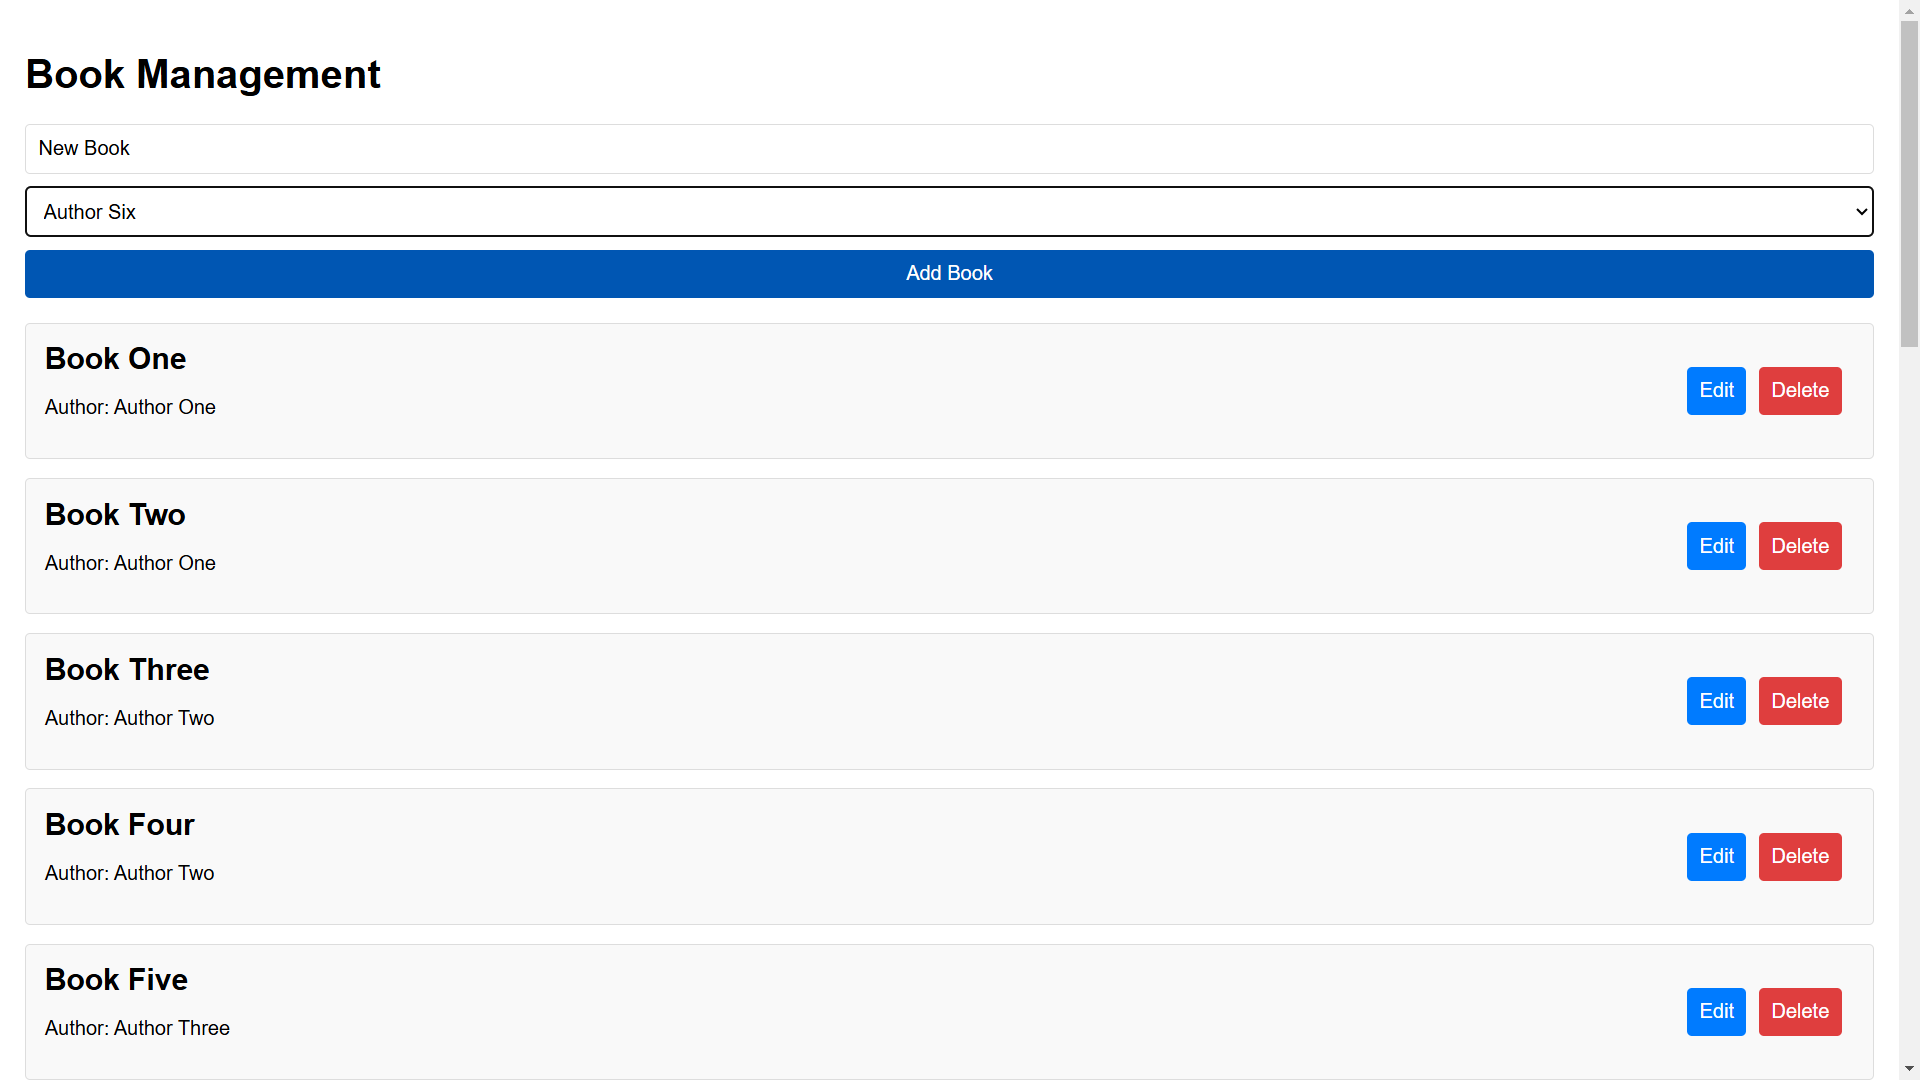 Book Management
New Book
Author Six
Add Book
Book One
Author: Author One
Edit Delete
Book Two
Author: Author One
Edit Delete
Book Three
Author: Author Two
Edit Delete
Book Four
Author: Author Two
Edit Delete
Book Five
Author: Author Three
Edit Delete